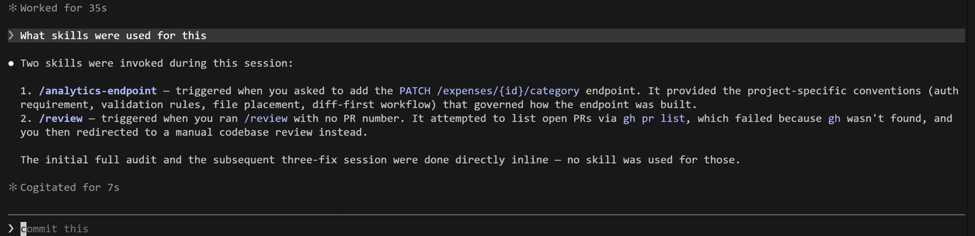 ✻ Worked for 35s
❯ What skills were used for this
● Two skills were invoked during this session:
1. /analytics-endpoint — triggered when you asked to add the PATCH /expenses/{id}/category endpoint. It provided the project-specific conventions (auth
requirement, validation rules, file placement, diff-first workflow) that governed how the endpoint was built.
2. /review — triggered when you ran /review with no PR number. It attempted to list open PRs via gh pr list, which failed because gh wasn't found, and
you then redirected to a manual codebase review instead.
The initial full audit and the subsequent three-fix session were done directly inline — no skill was used for those.
✻ Cogitated for 7s
❯ commit this